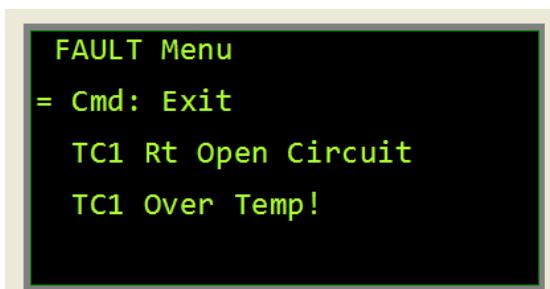 FAULT Menu
= Cmd: Exit
TC1 Rt Open Circuit
TC1 Over Temp!